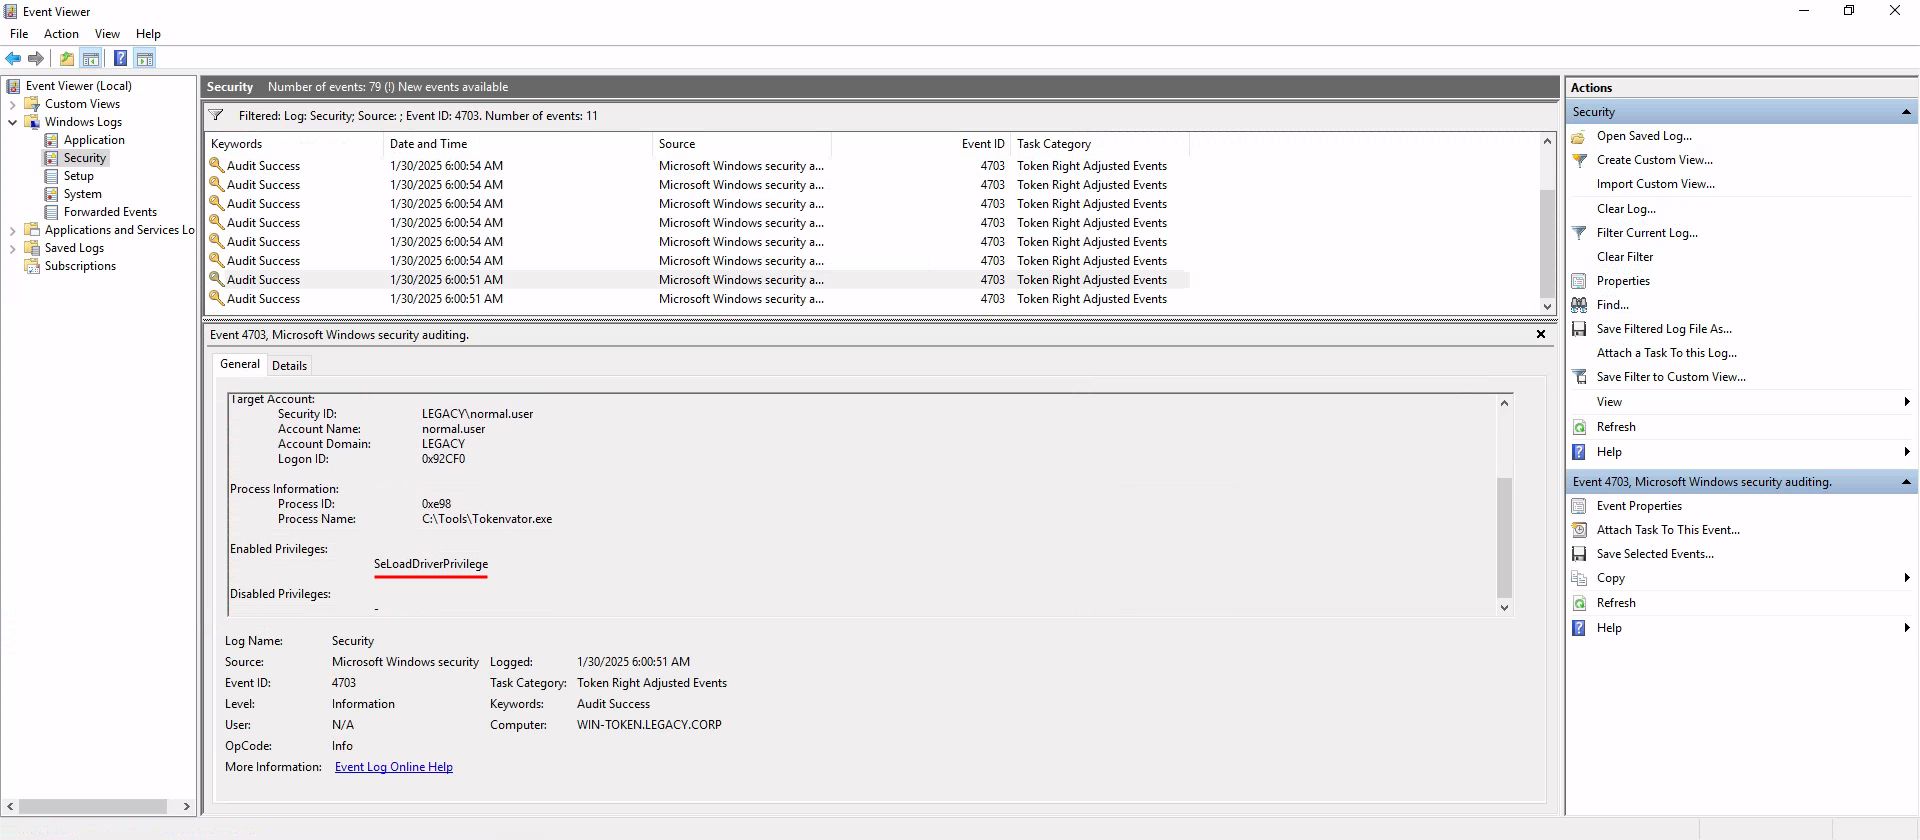 Event Viewer
File Action View Help
Event Viewer (Local)
Custom Views
Windows Logs
Application
Security
Setup
System
Forwarded Events
Applications and Services Lo
Saved Logs
Subscriptions
Security Number of events: 79 (!) New events available
Filtered: Log: Security; Source: ; Event ID: 4703. Number of events: 11
Keywords Date and Time Source Event ID Task Category
Audit Success 1/30/2025 6:00:54 AM Microsoft Windows security a... 4703 Token Right Adjusted Events
Audit Success 1/30/2025 6:00:54 AM Microsoft Windows security a... 4703 Token Right Adjusted Events
Audit Success 1/30/2025 6:00:54 AM Microsoft Windows security a... 4703 Token Right Adjusted Events
Audit Success 1/30/2025 6:00:54 AM Microsoft Windows security a... 4703 Token Right Adjusted Events
Audit Success 1/30/2025 6:00:54 AM Microsoft Windows security a... 4703 Token Right Adjusted Events
Audit Success 1/30/2025 6:00:54 AM Microsoft Windows security a... 4703 Token Right Adjusted Events
Audit Success 1/30/2025 6:00:51 AM Microsoft Windows security a... 4703 Token Right Adjusted Events
Audit Success 1/30/2025 6:00:51 AM Microsoft Windows security a... 4703 Token Right Adjusted Events
Event 4703, Microsoft Windows security auditing.
General Details
Target Account:
Security ID: LEGACY\normal.user
Account Name: normal.user
Account Domain: LEGACY
Logon ID: 0x92CF0
Process Information:
Process ID: 0xe98
Process Name: C:\Tools\Tokenvator.exe
Enabled Privileges:
SeLoadDriverPrivilege
Disabled Privileges:
-
Log Name: Security
Source: Microsoft Windows security Logged: 1/30/2025 6:00:51 AM
Event ID: 4703 Task Category: Token Right Adjusted Events
Level: Information Keywords: Audit Success
User: N/A Computer: WIN-TOKEN.LEGACY.CORP
OpCode: Info
More Information: Event Log Online Help
Actions
Security
Open Saved Log...
Create Custom View...
Import Custom View...
Clear Log...
Filter Current Log...
Clear Filter
Properties
Find...
Save Filtered Log File As...
Attach a Task To this Log...
Save Filter to Custom View...
View
Refresh
Help
Event 4703, Microsoft Windows security auditing.
Event Properties
Attach Task To This Event...
Save Selected Events...
Copy
Refresh
Help